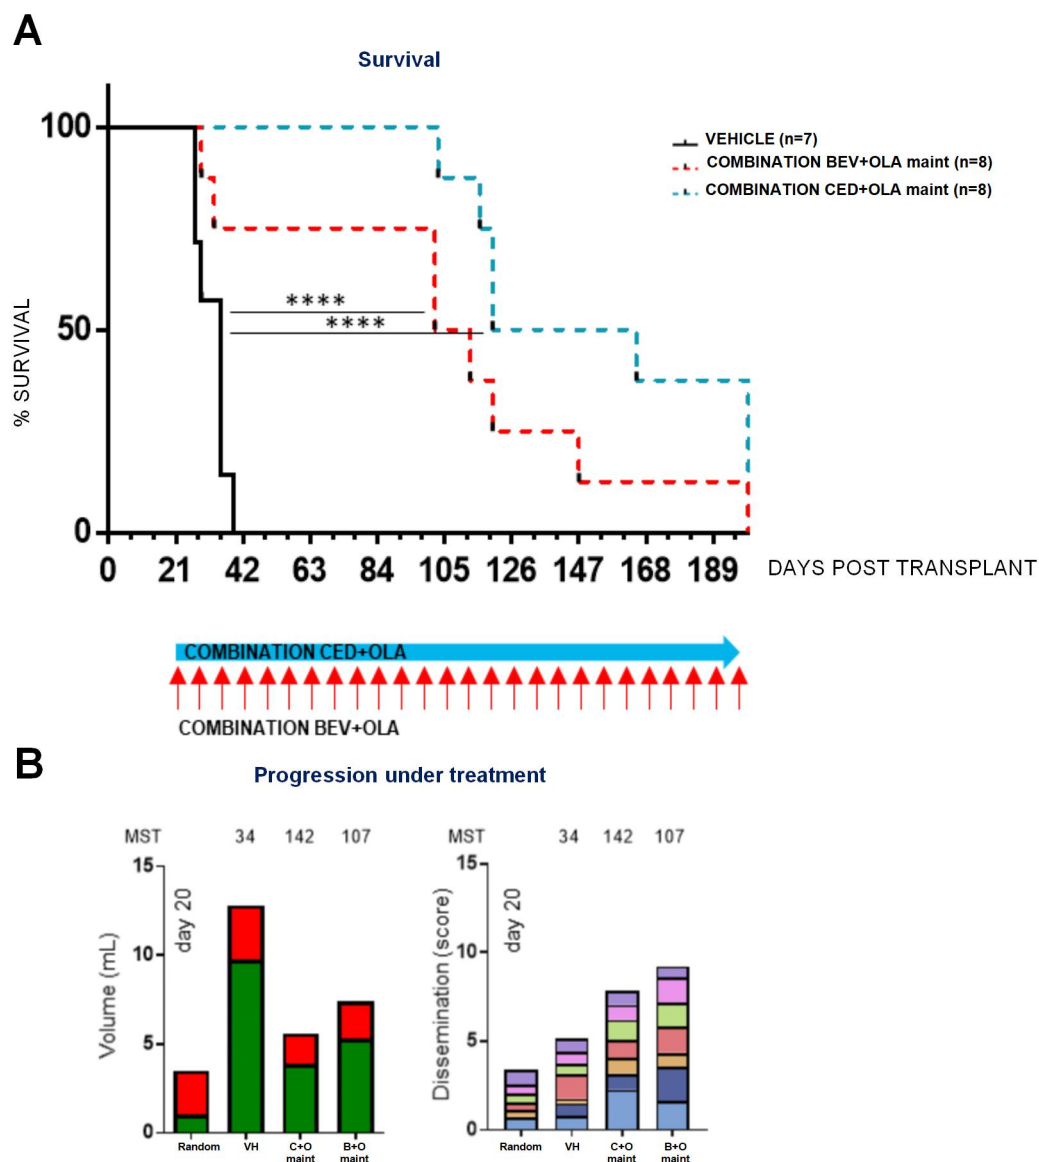 A
Survival
100
50
0
% SURVIVAL
VEHICLE (n=7)
COMBINATION BEV+OLA maint (n=8)
COMBINATION CED+OLA maint (n=8)
****
****
0 21 42 63 84 105 126 147 168 189
DAYS POST TRANSPLANT
COMBINATION CED+OLA
COMBINATION BEV+OLA
B
Progression under treatment
MST 34 142 107
15
10
5
0
Volume (mL)
day 20
Random VH C+O maint B+O maint
MST 34 142 107
15
10
5
0
Dissemination (score)
day 20
Random VH C+O maint B+O maint